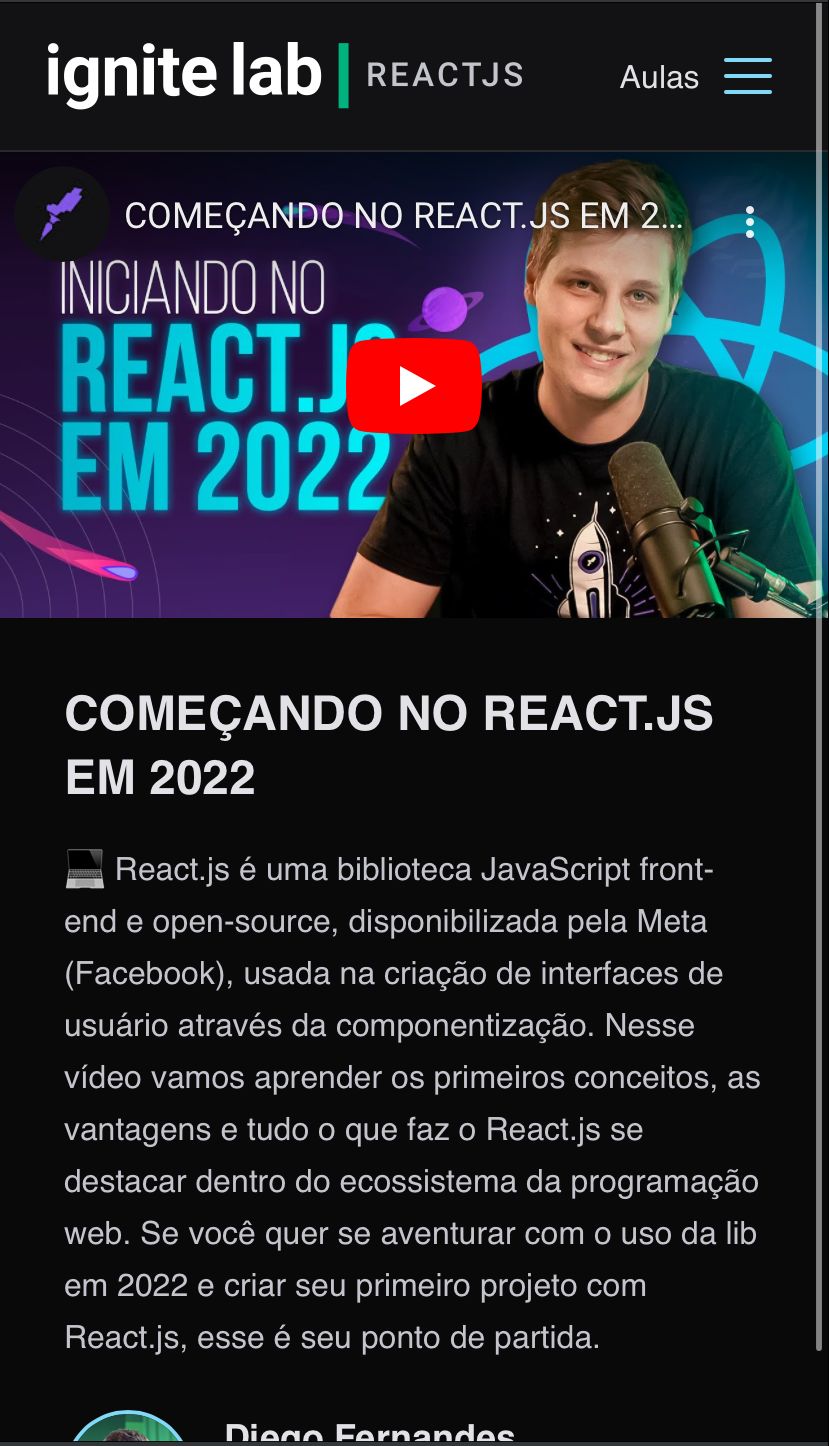 ignite lab | REACTJS
Aulas
COMEÇANDO NO REACT.JS EM 2...
INICIANDO NO
REACT.JS
EM 2022
COMEÇANDO NO REACT.JS
EM 2022
💻 React.js é uma biblioteca JavaScript front-
end e open-source, disponibilizada pela Meta
(Facebook), usada na criação de interfaces de
usuário através da componentização. Nesse
vídeo vamos aprender os primeiros conceitos, as
vantagens e tudo o que faz o React.js se
destacar dentro do ecossistema da programação
web. Se você quer se aventurar com o uso da lib
em 2022 e criar seu primeiro projeto com
React.js, esse é seu ponto de partida.
Diego Fernandes